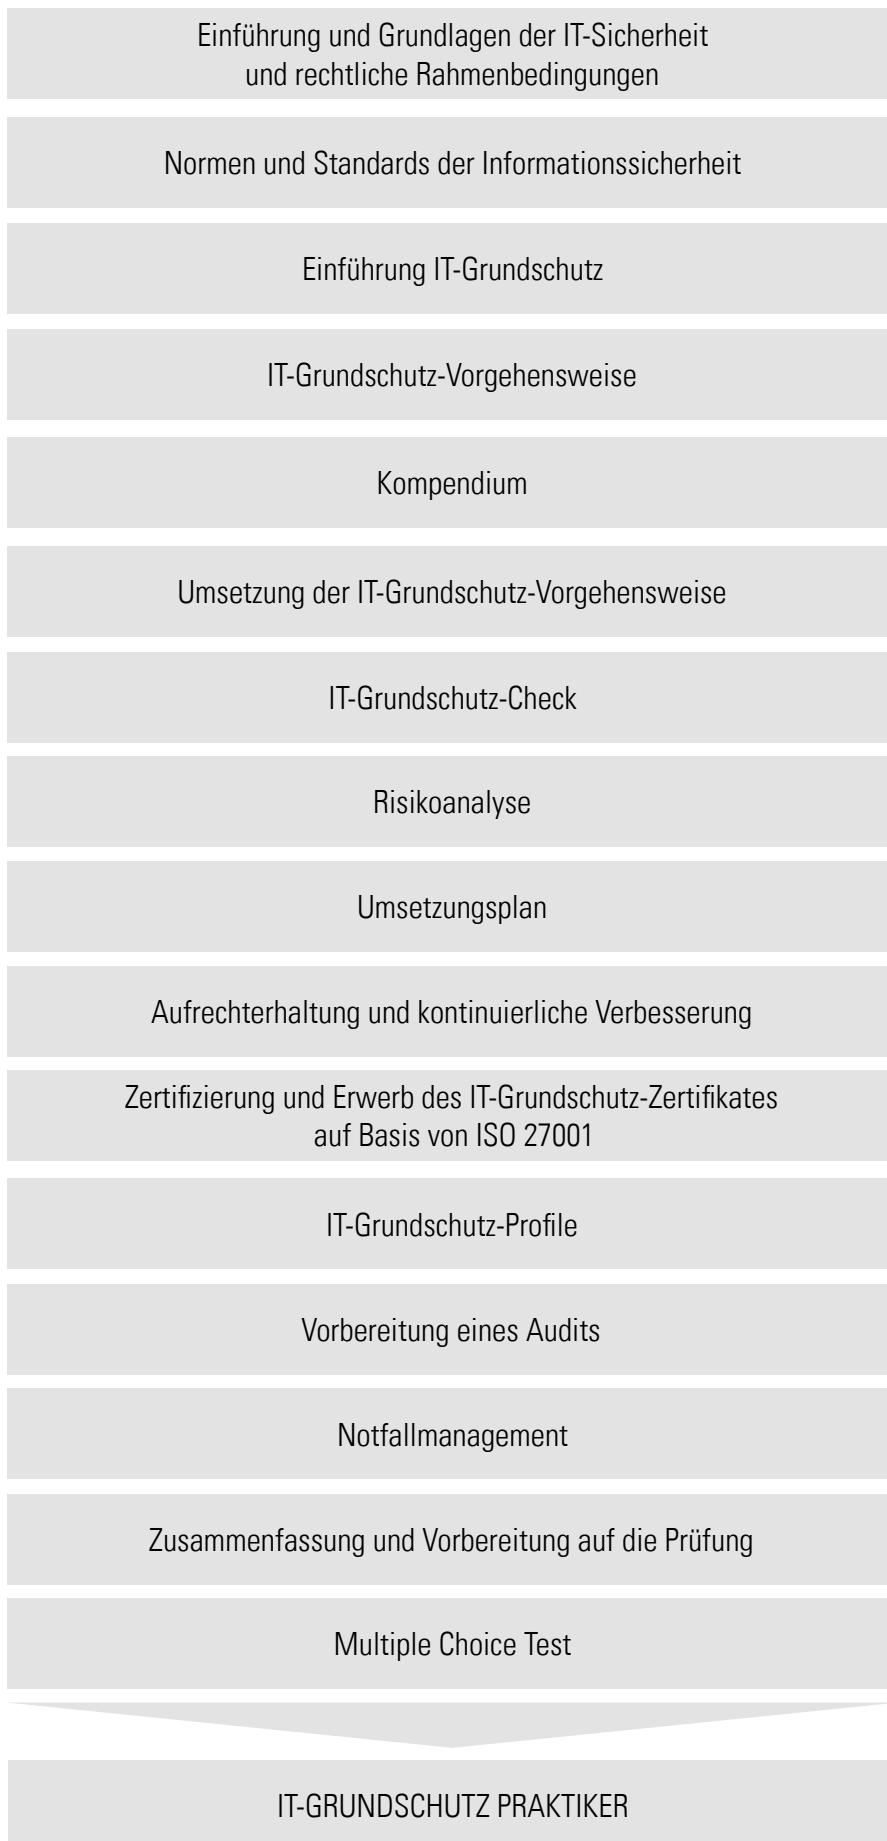 Einführung und Grundlagen der IT-Sicherheit
und rechtliche Rahmenbedingungen
Normen und Standards der Informationssicherheit
Einführung IT-Grundschutz
IT-Grundschutz-Vorgehensweise
Kompendium
Umsetzung der IT-Grundschutz-Vorgehensweise
IT-Grundschutz-Check
Risikoanalyse
Umsetzungsplan
Aufrechterhaltung und kontinuierliche Verbesserung
Zertifizierung und Erwerb des IT-Grundschutz-Zertifikates
auf Basis von ISO 27001
IT-Grundschutz-Profile
Vorbereitung eines Audits
Notfallmanagement
Zusammenfassung und Vorbereitung auf die Prüfung
Multiple Choice Test
IT-GRUNDSCHUTZ PRAKTIKER